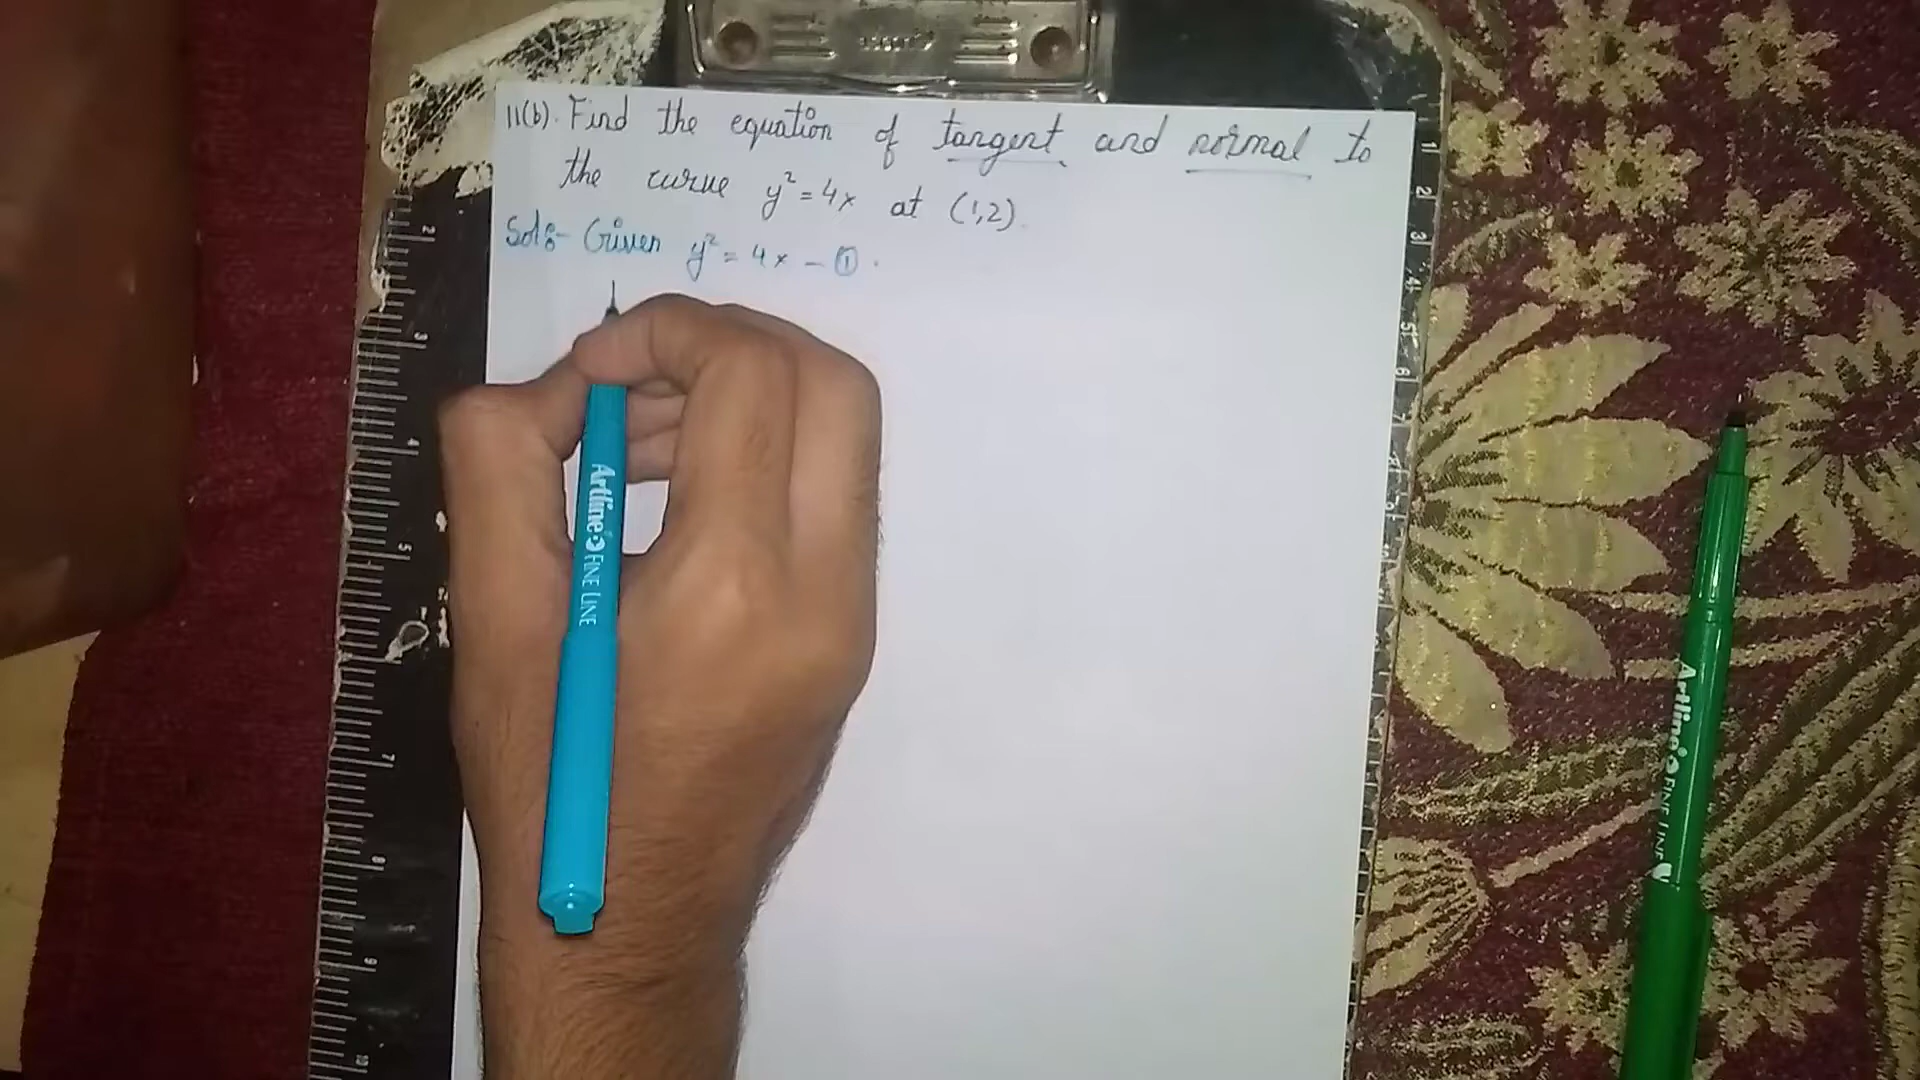 11(b). Find the equation of tangent and normal to
the curve y² = 4x at (1,2).
Sol:- Given y² = 4x - ①.
Artline FINE LINE
Artline FINE LINE